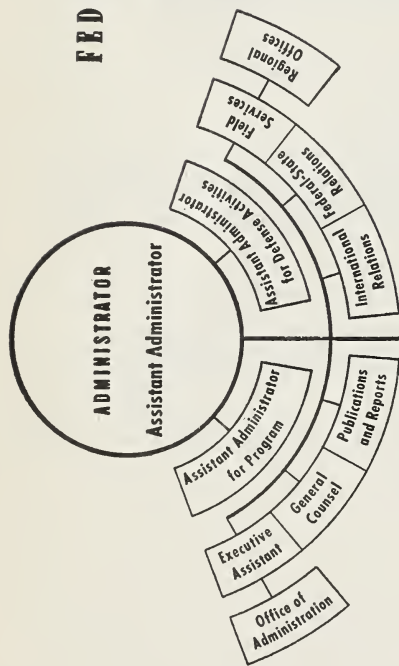 FED
ADMINISTRATOR
Assistant Administrator
Assistant Administrator
for Program
Assistant Administrator
for Defense Activities
Executive
Assistant
General
Counsel
Publications
and Reports
International
Relations
Federal-State
Relations
Field
Services
Office of
Administration
Regional
Offices